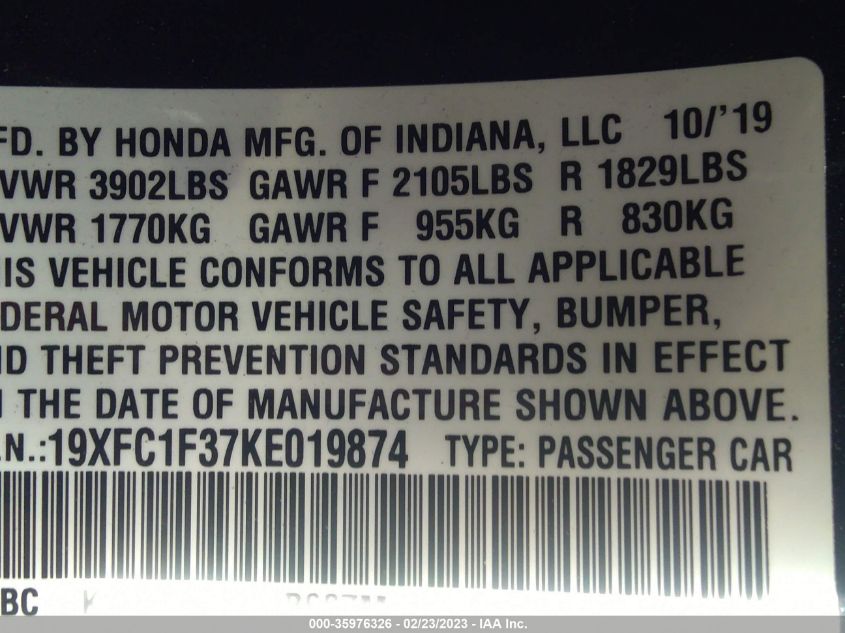 FD. BY HONDA MFG. OF INDIANA, LLC 10/'19
VWR 3902LBS GAWR F 2105LBS R 1829LBS
VWR 1770KG GAWR F 955KG R 830KG
IS VEHICLE CONFORMS TO ALL APPLICABLE
DERAL MOTOR VEHICLE SAFETY, BUMPER,
ND THEFT PREVENTION STANDARDS IN EFFECT
THE DATE OF MANUFACTURE SHOWN ABOVE.
.N.:19XFC1F37KE019874 TYPE: PASSENGER CAR
BC
000-35976326 - 02/23/2023 - IAA Inc.